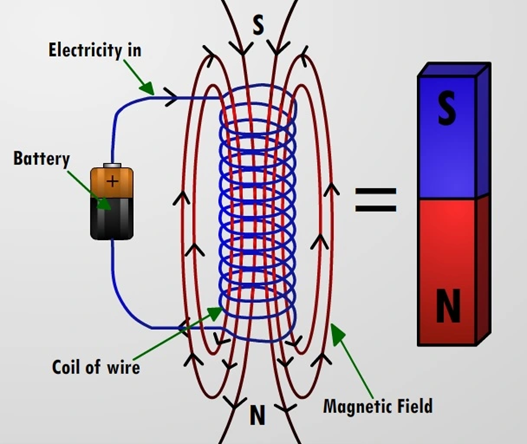 S
Electricity in
Battery
+
=
S
N
Coil of wire
N
Magnetic Field